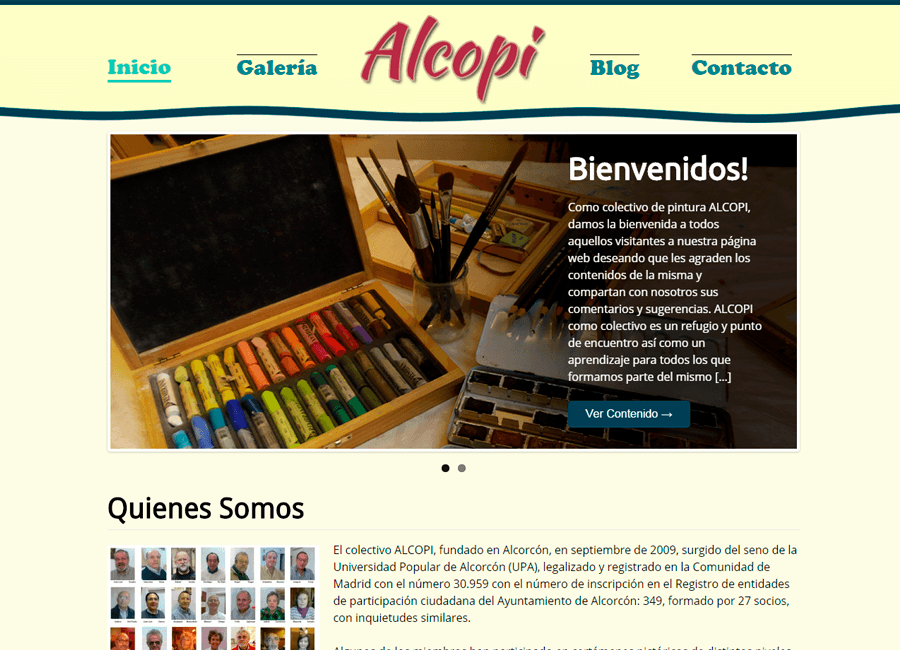 Inicio
Galería
Alcopi
Blog
Contacto
Bienvenidos!
Como colectivo de pintura ALCOPI,
damos la bienvenida a todos
aquellos visitantes a nuestra página
web deseando que les agraden los
contenidos de la misma y
compartan con nosotros sus
comentarios y sugerencias. ALCOPI
como colectivo es un refugio y punto
de encuentro así como un
aprendizaje para todos los que
formamos parte del mismo [...]
Ver Contenido →
Quienes Somos
El colectivo ALCOPI, fundado en Alcorcón, en septiembre de 2009, surgido del seno de la
Universidad Popular de Alcorcón (UPA), legalizado y registrado en la Comunidad de
Madrid con el número 30.959 con el número de inscripción en el Registro de entidades
de participación ciudadana del Ayuntamiento de Alcorcón: 349, formado por 27 socios,
con inquietudes similares.